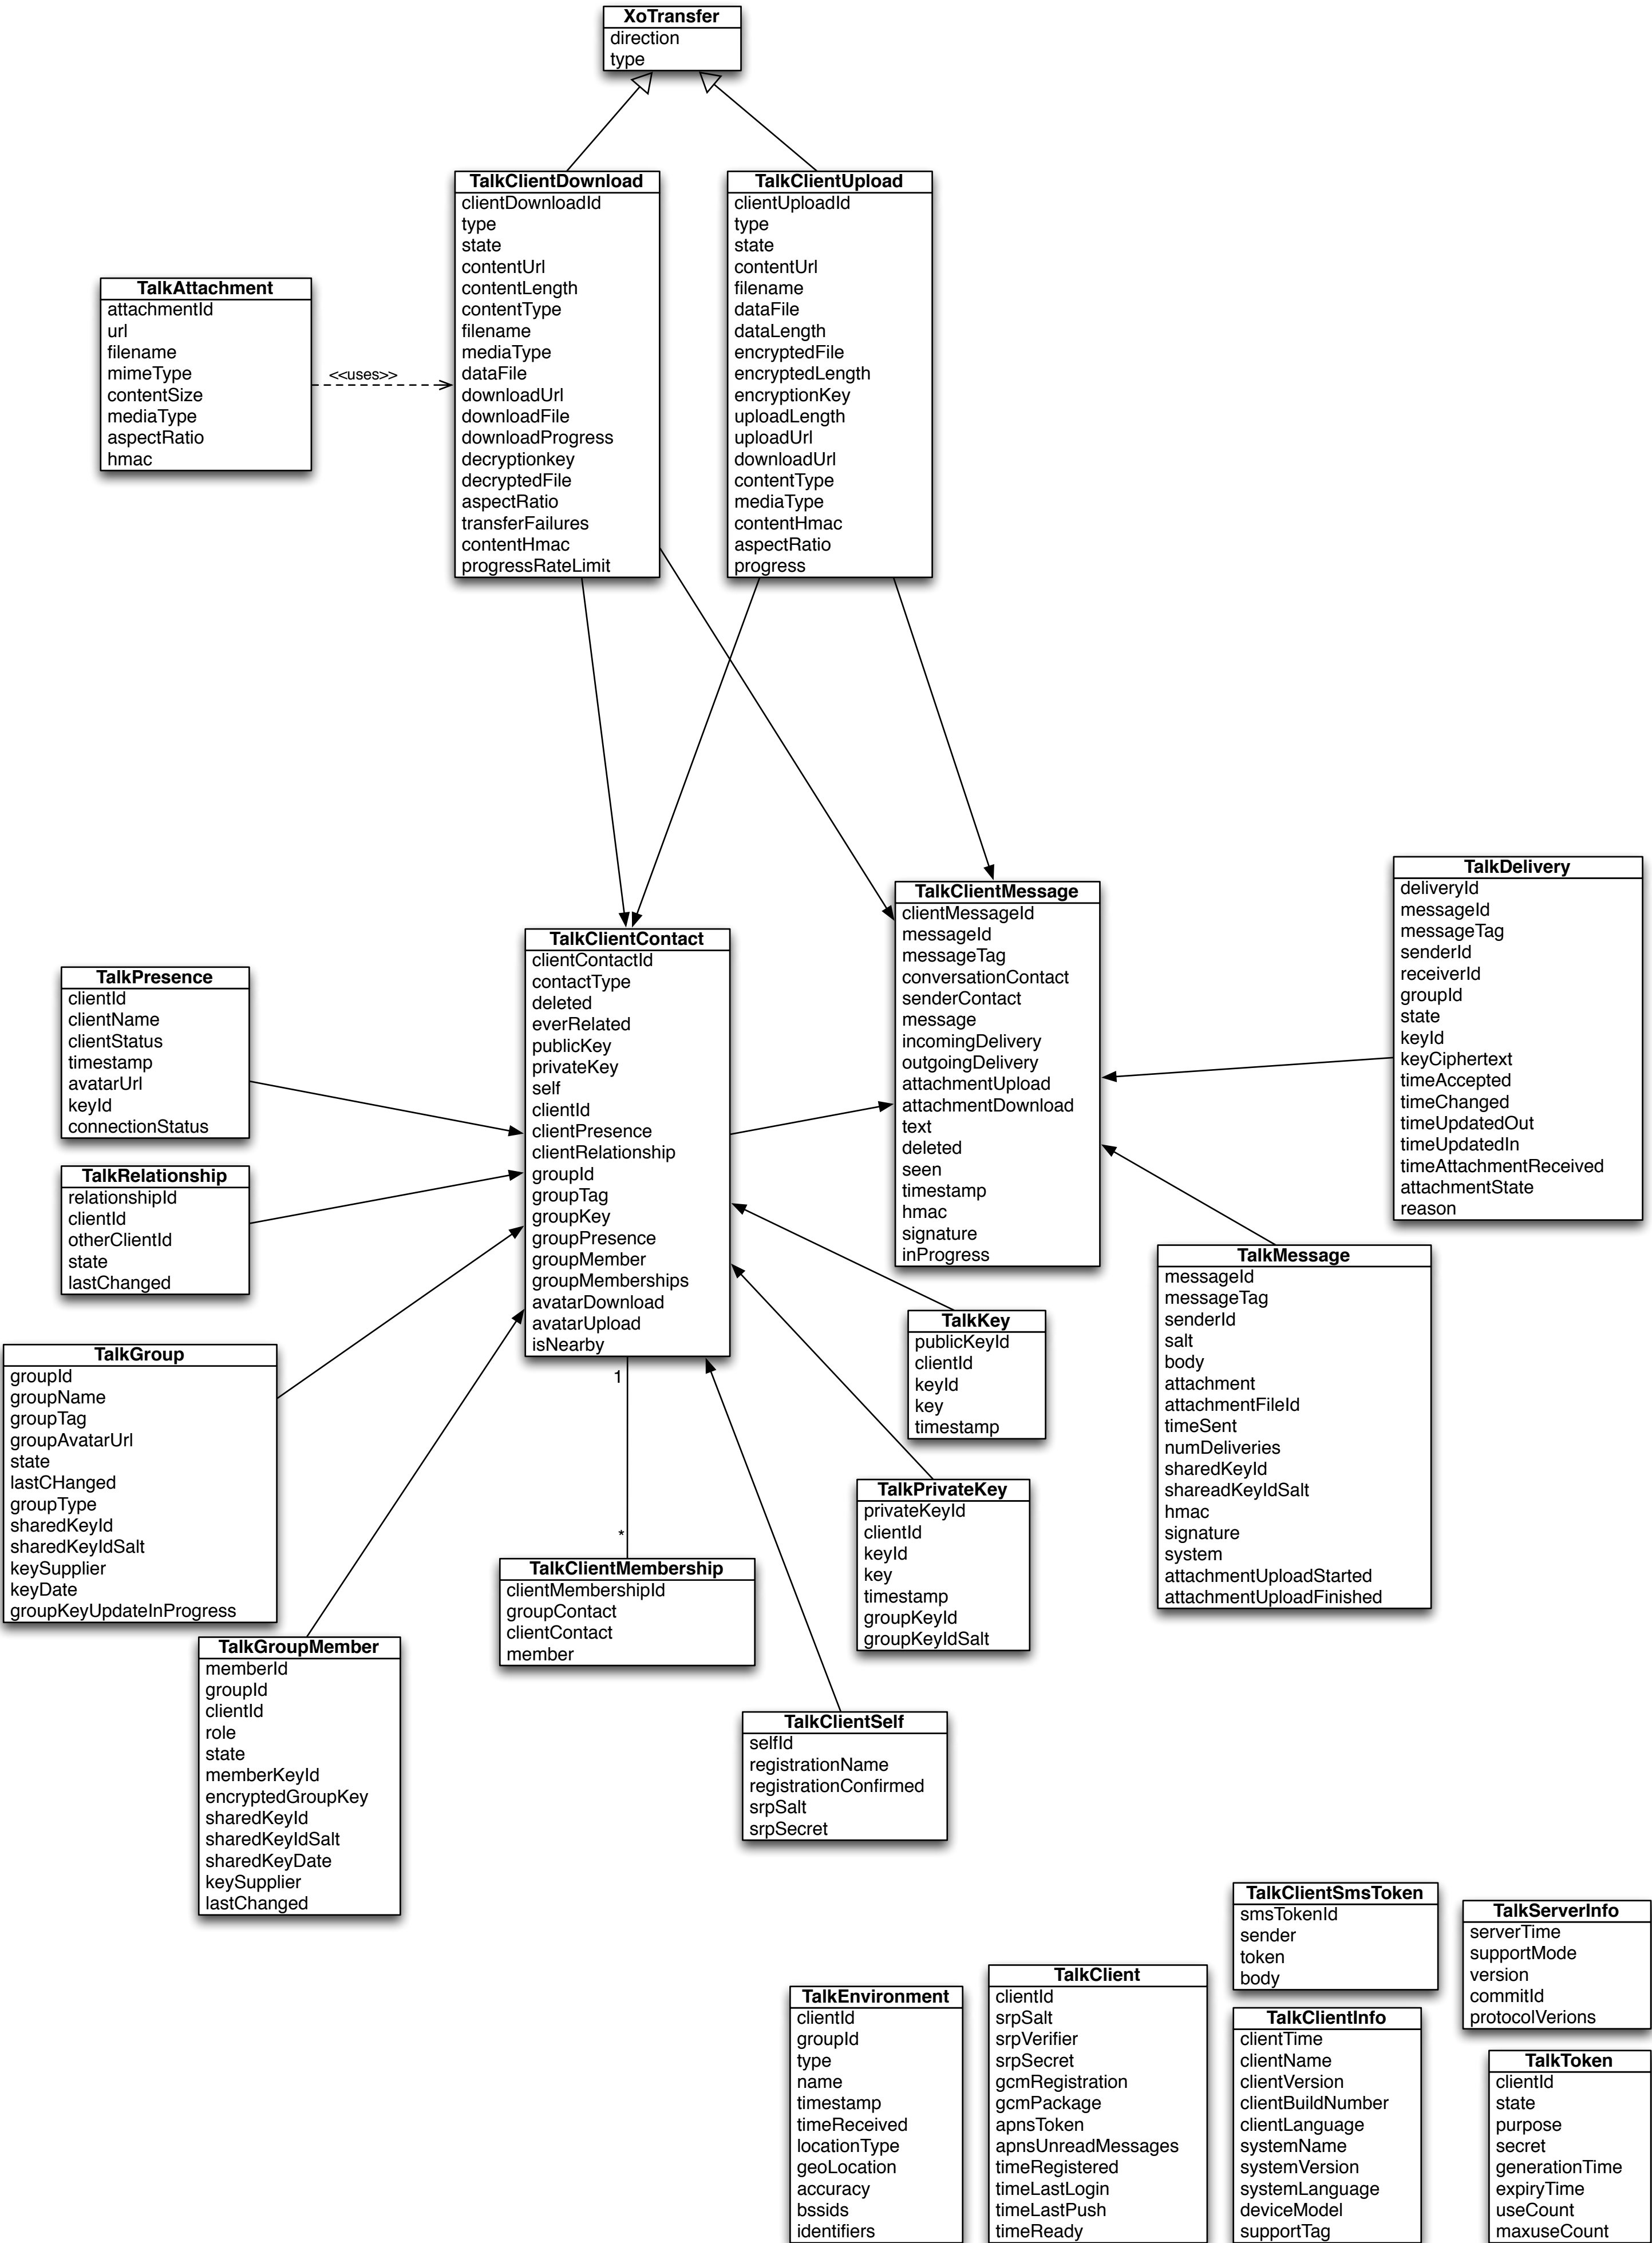 XoTransfer
direction
type
TalkClientDownload
clientDownloadId
type
state
contentUrl
contentLength
contentType
filename
mediaType
dataFile
downloadUrl
downloadFile
downloadProgress
decryptionkey
decryptedFile
aspectRatio
transferFailures
contentHmac
progressRateLimit
TalkClientUpload
clientUploadId
type
state
contentUrl
filename
dataFile
dataLength
encryptedFile
encryptedLength
encryptionKey
uploadLength
uploadUrl
downloadUrl
contentType
mediaType
contentHmac
aspectRatio
progress
TalkAttachment
attachmentId
url
filename
mimeType
contentSize
mediaType
aspectRatio
hmac
<<uses>>
TalkClientMessage
clientMessageId
messageId
messageTag
conversationContact
senderContact
message
incomingDelivery
outgoingDelivery
attachmentUpload
attachmentDownload
text
deleted
seen
timestamp
hmac
signature
inProgress
TalkDelivery
deliveryId
messageId
messageTag
senderId
receiverId
groupId
state
keyId
keyCiphertext
timeAccepted
timeChanged
timeUpdatedOut
timeUpdatedIn
timeAttachmentReceived
attachmentState
reason
TalkClientContact
clientContactId
contactType
deleted
everRelated
publicKey
privateKey
self
clientId
clientPresence
clientRelationship
groupId
groupTag
groupKey
groupPresence
groupMember
groupMemberships
avatarDownload
avatarUpload
isNearby
TalkPresence
clientId
clientName
clientStatus
timestamp
avatarUrl
keyId
connectionStatus
TalkRelationship
relationshipId
clientId
otherClientId
state
lastChanged
TalkGroup
groupId
groupName
groupTag
groupAvatarUrl
state
lastCHanged
groupType
sharedKeyId
sharedKeyIdSalt
keySupplier
keyDate
groupKeyUpdateInProgress
TalkKey
publicKeyId
clientId
keyId
key
timestamp
TalkMessage
messageId
messageTag
senderId
salt
body
attachment
attachmentFileId
timeSent
numDeliveries
sharedKeyId
shareadKeyIdSalt
hmac
signature
system
attachmentUploadStarted
attachmentUploadFinished
1
*
TalkPrivateKey
privateKeyId
clientId
keyId
key
timestamp
groupKeyId
groupKeyIdSalt
TalkClientMembership
clientMembershipId
groupContact
clientContact
member
TalkGroupMember
memberId
groupId
clientId
role
state
memberKeyId
encryptedGroupKey
sharedKeyId
sharedKeyIdSalt
sharedKeyDate
keySupplier
lastChanged
TalkClientSelf
selfId
registrationName
registrationConfirmed
srpSalt
srpSecret
TalkClientSmsToken
smsTokenId
sender
token
body
TalkServerInfo
serverTime
supportMode
version
commitId
protocolVerions
TalkEnvironment
clientId
groupId
type
name
timestamp
timeReceived
locationType
geoLocation
accuracy
bssids
identifiers
TalkClient
clientId
srpSalt
srpVerifier
srpSecret
gcmRegistration
gcmPackage
apnsToken
apnsUnreadMessages
timeRegistered
timeLastLogin
timeLastPush
timeReady
TalkClientInfo
clientTime
clientName
clientVersion
clientBuildNumber
clientLanguage
systemName
systemVersion
systemLanguage
deviceModel
supportTag
TalkToken
clientId
state
purpose
secret
generationTime
expiryTime
useCount
maxuseCount